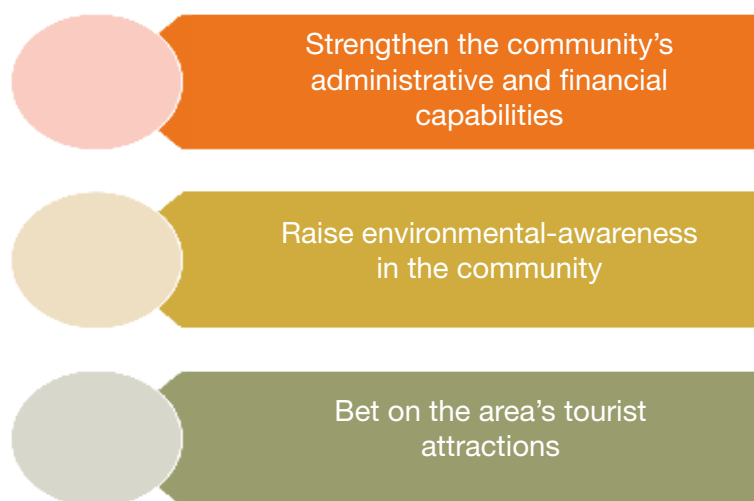 Strengthen the community’s
administrative and financial
capabilities
Raise environmental-awareness
in the community
Bet on the area’s tourist
attractions